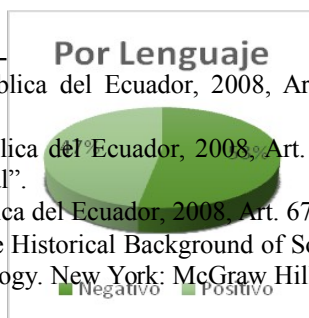 Por Lenguaje
blica del Ecuador, 2008, Ar
lica del Ecuador, 2008, Art.
l”.
ica del Ecuador, 2008, Art. 67
e Historical Background of So
ogy. New York: McGraw Hil
Negativo Positivo